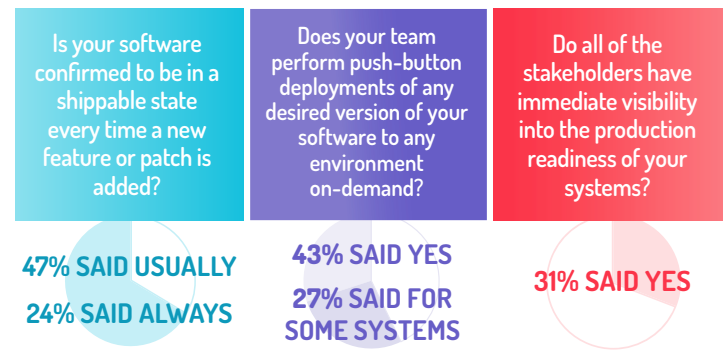 Is your software
confirmed to be in a
shippable state
every time a new
feature or patch is
added?
47% SAID USUALLY
24% SAID ALWAYS
Does your team
perform push-button
deployments of any
desired version of your
software to any
environment
on-demand?
43% SAID YES
27% SAID FOR
SOME SYSTEMS
Do all of the
stakeholders have
immediate visibility
into the production
readiness of your
systems?
31% SAID YES